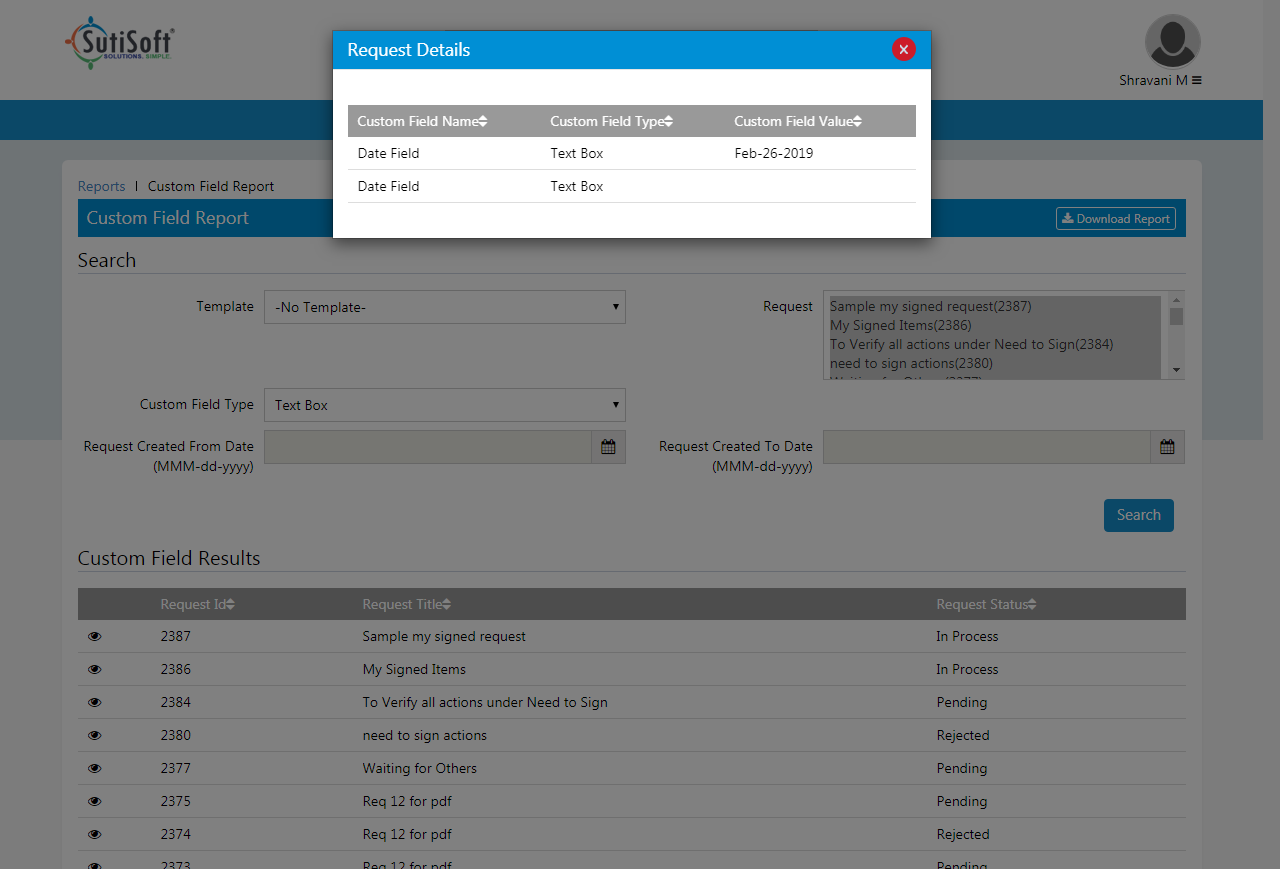 SutiSoft
SOLUTIONS. SIMPLE.
Shravani M
Request Details
Custom Field Name Custom Field Type Custom Field Value
Date Field Text Box Feb-26-2019
Date Field Text Box
Reports | Custom Field Report
Custom Field Report Download Report
Search
Template -No Template- Request
Sample my signed request(2387)
My Signed Items(2386)
To Verify all actions under Need to Sign(2384)
need to sign actions(2380)
Waiting for Others(2377)
Custom Field Type Text Box
Request Created From Date
(MMM-dd-yyyy)
Request Created To Date
(MMM-dd-yyyy)
Search
Custom Field Results
Request Id Request Title Request Status
2387 Sample my signed request In Process
2386 My Signed Items In Process
2384 To Verify all actions under Need to Sign Pending
2380 need to sign actions Rejected
2377 Waiting for Others Pending
2375 Req 12 for pdf Pending
2374 Req 12 for pdf Rejected
2373 Req 12 for pdf Pending